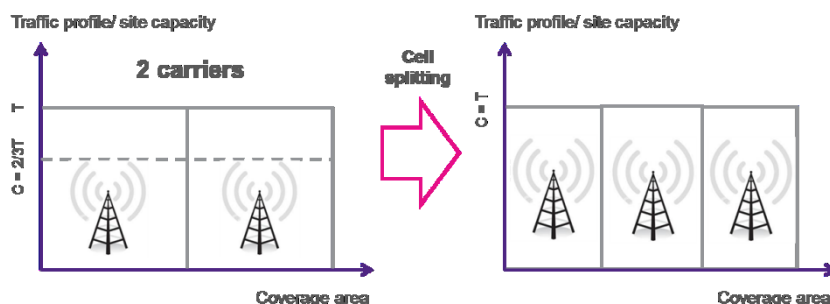 Traffic profile/ site capacity
2 carriers
T
C = 2/3T
Coverage area
Cell
splitting
Traffic profile/ site capacity
C = T
Coverage area